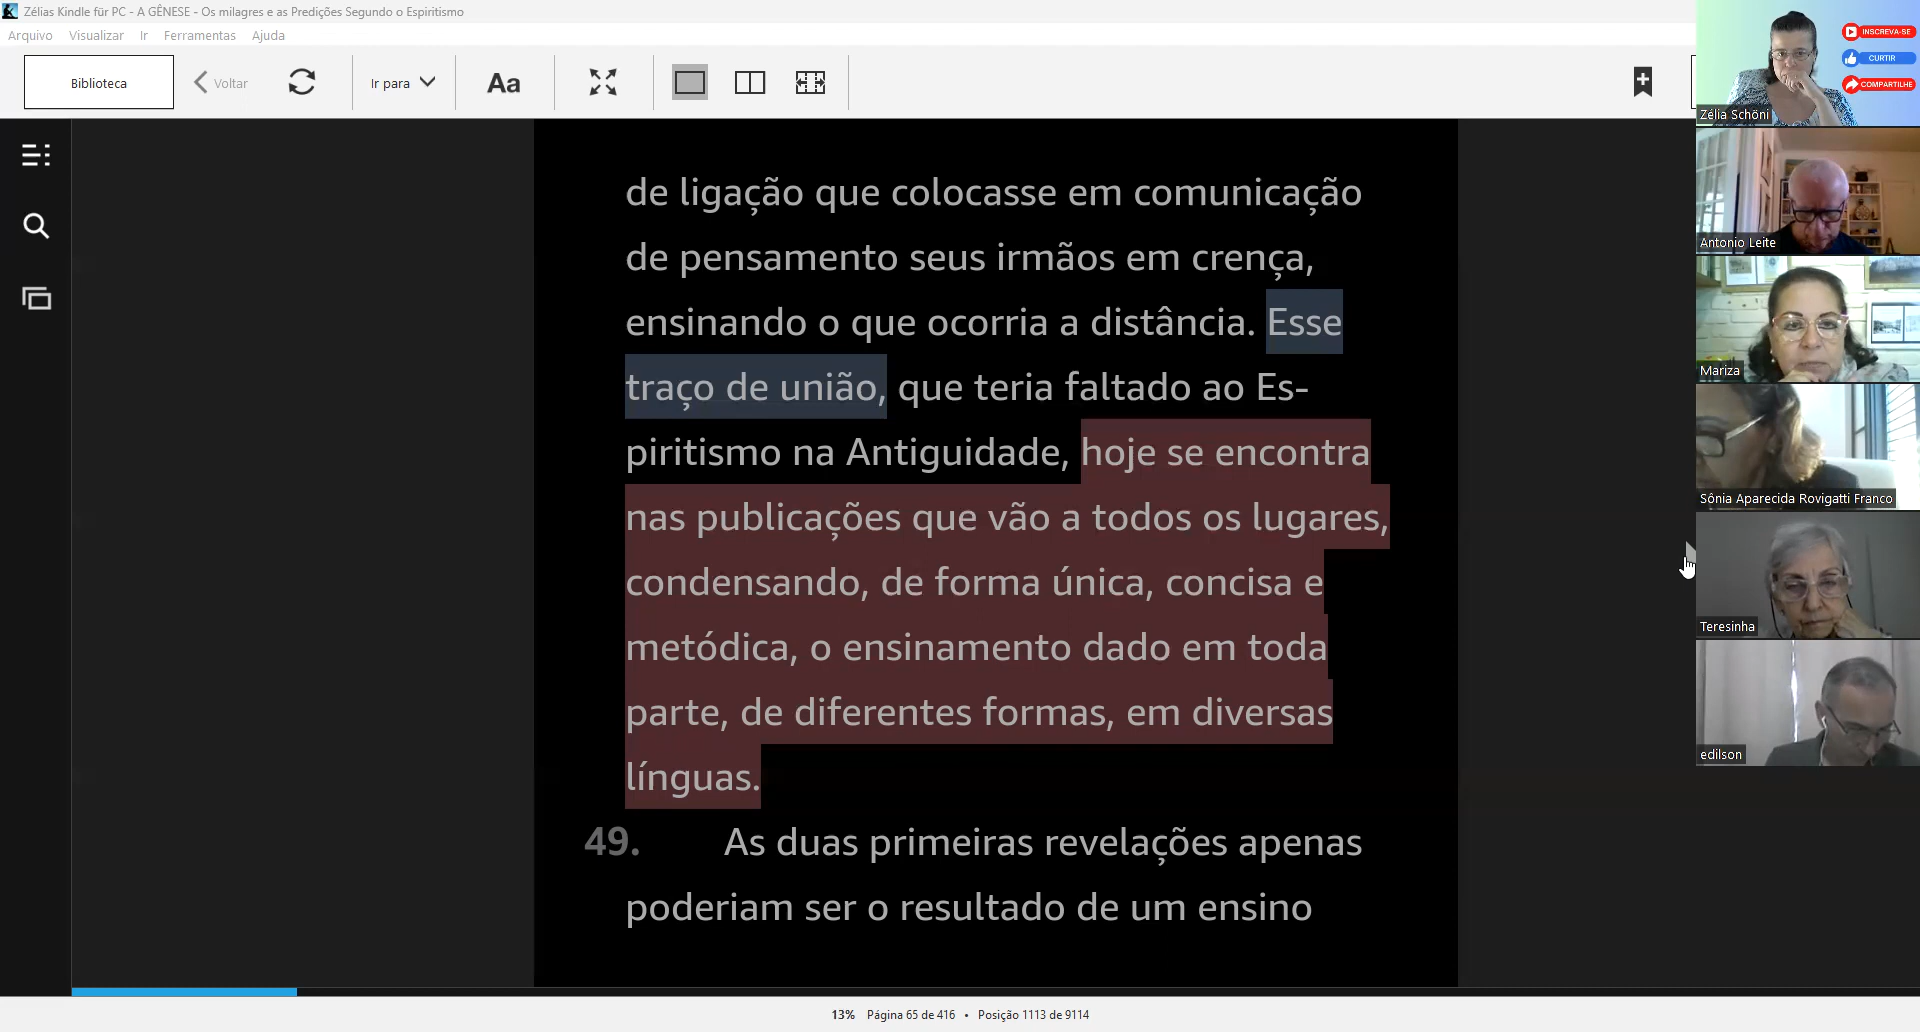 Zélias Kindle für PC - A GÊNESE - Os milagres e as Predições Segundo o Espiritismo
Arquivo Visualizar Ir Ferramentas Ajuda
Biblioteca Voltar Ir para Aa
de ligação que colocasse em comunicação
de pensamento seus irmãos em crença,
ensinando o que ocorria a distância. Esse
traço de união, que teria faltado ao Es-
piritismo na Antiguidade, hoje se encontra
nas publicações que vão a todos os lugares,
condensando, de forma única, concisa e
metódica, o ensinamento dado em toda
parte, de diferentes formas, em diversas
línguas.
49. As duas primeiras revelações apenas
poderiam ser o resultado de um ensino
13% Página 65 de 416 • Posição 1113 de 9114
INSCREVA-SE
CURTIR
COMPARTILHE
Zélia Schöni
Antonio Leite
Mariza
Sônia Aparecida Rovigatti Franco
Teresinha
edilson